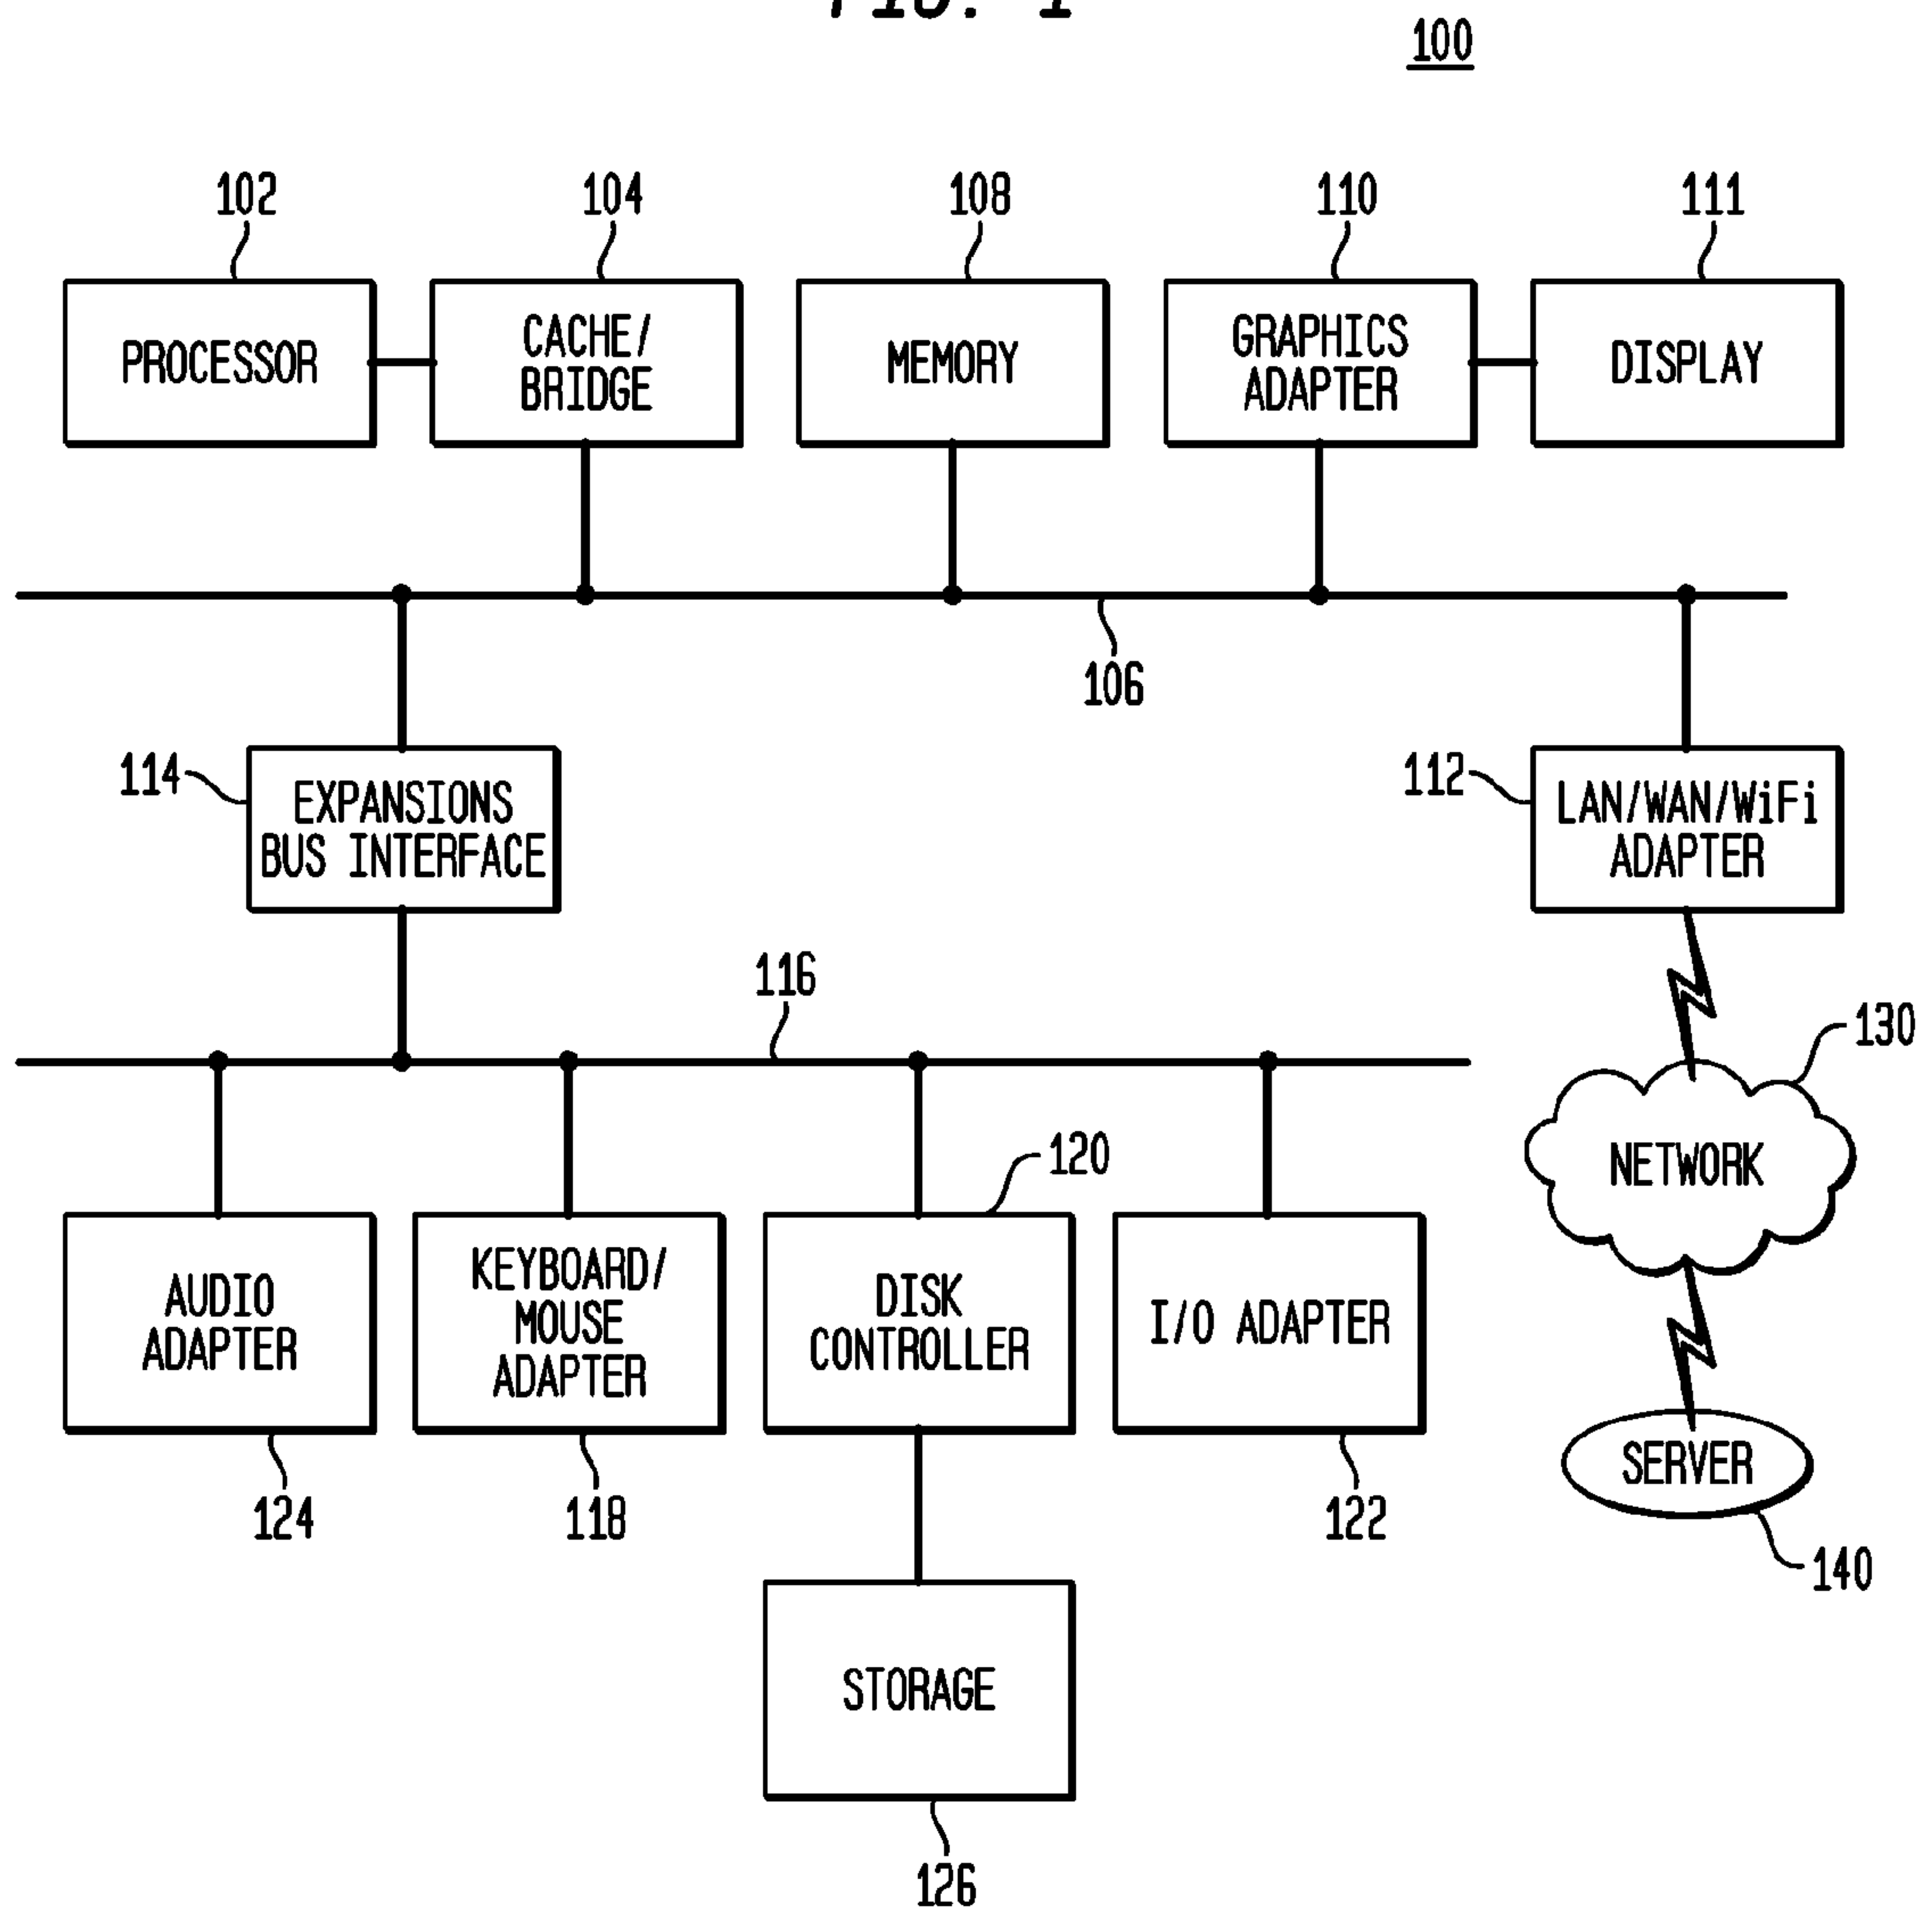 FIG. 1
100
102
104
108
110
111
PROCESSOR
CACHE/
BRIDGE
MEMORY
GRAPHICS
ADAPTER
DISPLAY
106
114
EXPANSIONS
BUS INTERFACE
112
LAN/WAN/WiFi
ADAPTER
116
130
NETWORK
120
AUDIO
ADAPTER
KEYBOARD/
MOUSE
ADAPTER
DISK
CONTROLLER
I/O ADAPTER
SERVER
124
118
122
140
STORAGE
126